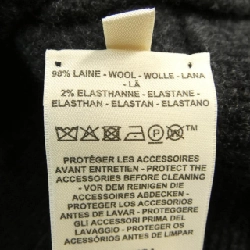 98% LAINE - WOOL - WOLLE - LANA
- LÀ
2% ELASTHANNE - ELASTANE -
ELASTHAN - ELASTAN - ELASTANO
P
TM
PROTÉGER LES ACCESSOIRES
AVANT ENTRETIEN - PROTECT THE
ACCESSORIES BEFORE CLEANING
- VOR DEM REINIGEN DIE
ACCESSOIRES ABDECKEN -
PROTEGER LOS ACCESORIOS
ANTES DE LAVAR - PROTEGGERE
GLI ACCESSORI PRIMA DEL
LAVAGGIO - PROTEGER OS
ANTES DE LIMPAR